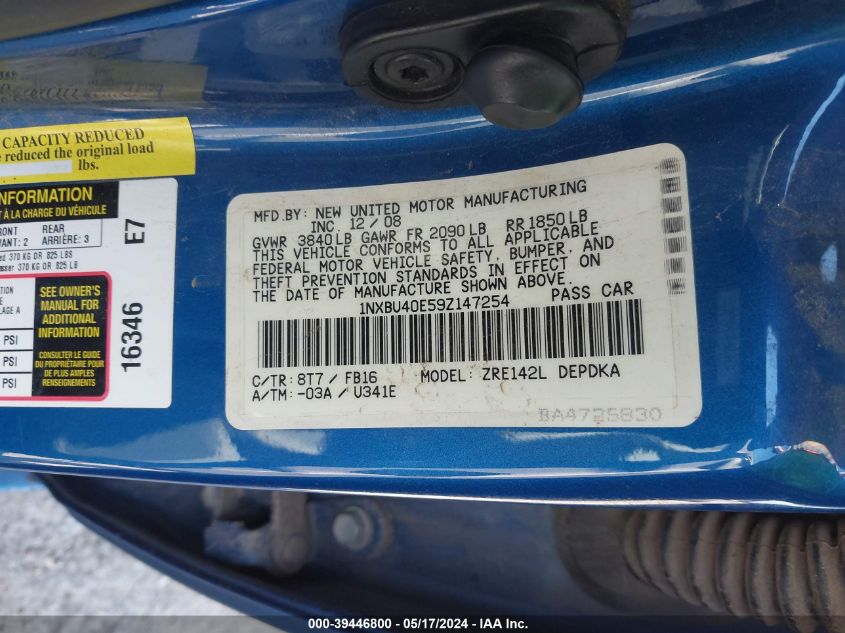 CAPACITY REDUCED
reduced the original load
lbs.
INFORMATION
À LA CHARGE DU VÉHICULE
REAR
2 ARRIÈRE: 3
370 KG OR 825 LBS
370 KG OR 825 LB
SEE OWNER'S
MANUAL FOR
ADDITIONAL
INFORMATION
CONSULTER LE GUIDE
DU PROPRIÉTAIRE POUR
DE PLUS AMPLES
RENSEIGNEMENTS
PSI
PSI
PSI
E7
16346
MFD.BY: NEW UNITED MOTOR MANUFACTURING
INC. 12/08
GVWR 3840LB GAWR FR 2090LB RR1850LB
THIS VEHICLE CONFORMS TO ALL APPLICABLE
FEDERAL MOTOR VEHICLE SAFETY, BUMPER, AND
THEFT PREVENTION STANDARDS IN EFFECT ON
THE DATE OF MANUFACTURE SHOWN ABOVE.
1NXBU40E59Z147254 PASS CAR
C/TR: 8T7 / FB16 MODEL: ZRE142L DEPDKA
A/TM: -03A / U341E
BA4725830
000-39446800 - 05/17/2024 - IAA Inc.